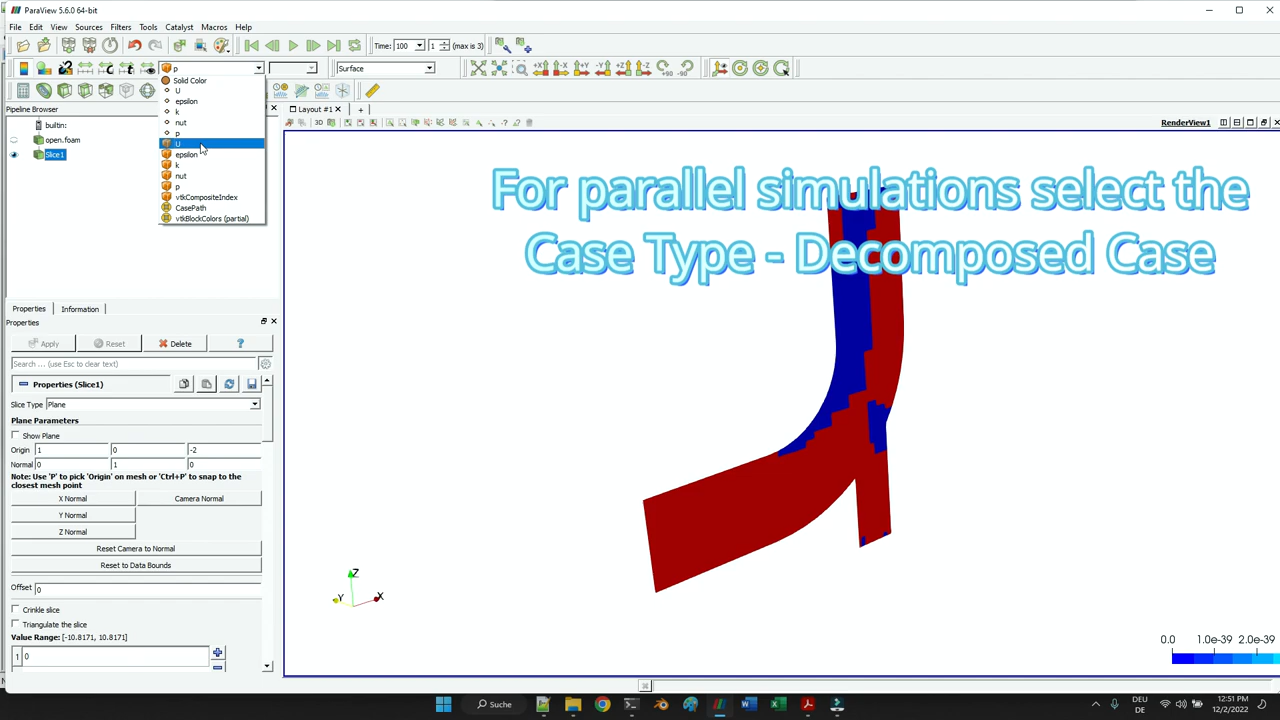 ParaView 5.6.0 64-bit
File Edit View Sources Filters Tools Catalyst Macros Help
Time: 100 1 (max is 3)
p
Surface
+X -X +Y -Y +Z -Z +90 -90
Solid Color
U
epsilon
k
nut
p
U
epsilon
k
nut
p
vtkCompositeIndex
CasePath
vtkBlockColors (partial)
Pipeline Browser
builtin:
open.foam
Slice1
Layout #1
3D
RenderView1
For parallel simulations select the
Case Type - Decomposed Case
Properties Information
Properties
Apply Reset Delete ?
Search ... (use Esc to clear text)
Properties (Slice1)
Slice Type Plane
Plane Parameters
Show Plane
Origin 1 0 -2
Normal 0 1 0
Note: Use 'P' to pick 'Origin' on mesh or 'Ctrl+P' to snap to the
closest mesh point
X Normal Camera Normal
Y Normal
Z Normal
Reset Camera to Normal
Reset to Data Bounds
Offset 0
Crinkle slice
Triangulate the slice
Value Range: [-10.8171, 10.8171]
1 0
Z
Y X
0.0 1.0e-39 2.0e-39
Suche
DEU
DE
12:51 PM
12/2/2022